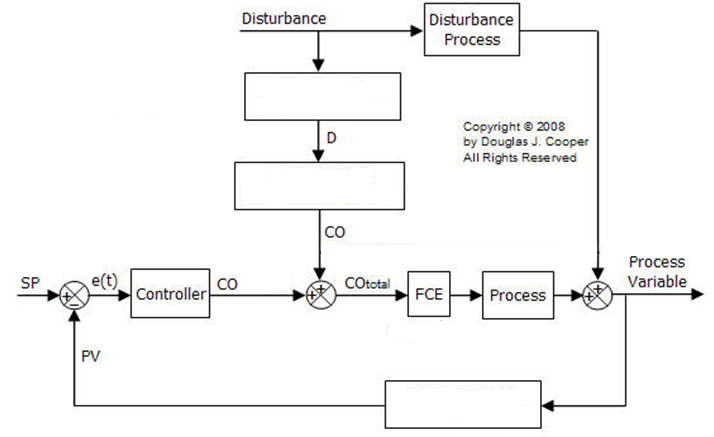 Disturbance
Disturbance
Process
D
Copyright © 2008
by Douglas J. Cooper
All Rights Reserved
CO
SP
e(t)
Controller
CO
COtotal
FCE
Process
Process
Variable
PV
+
−
+
+
+
+